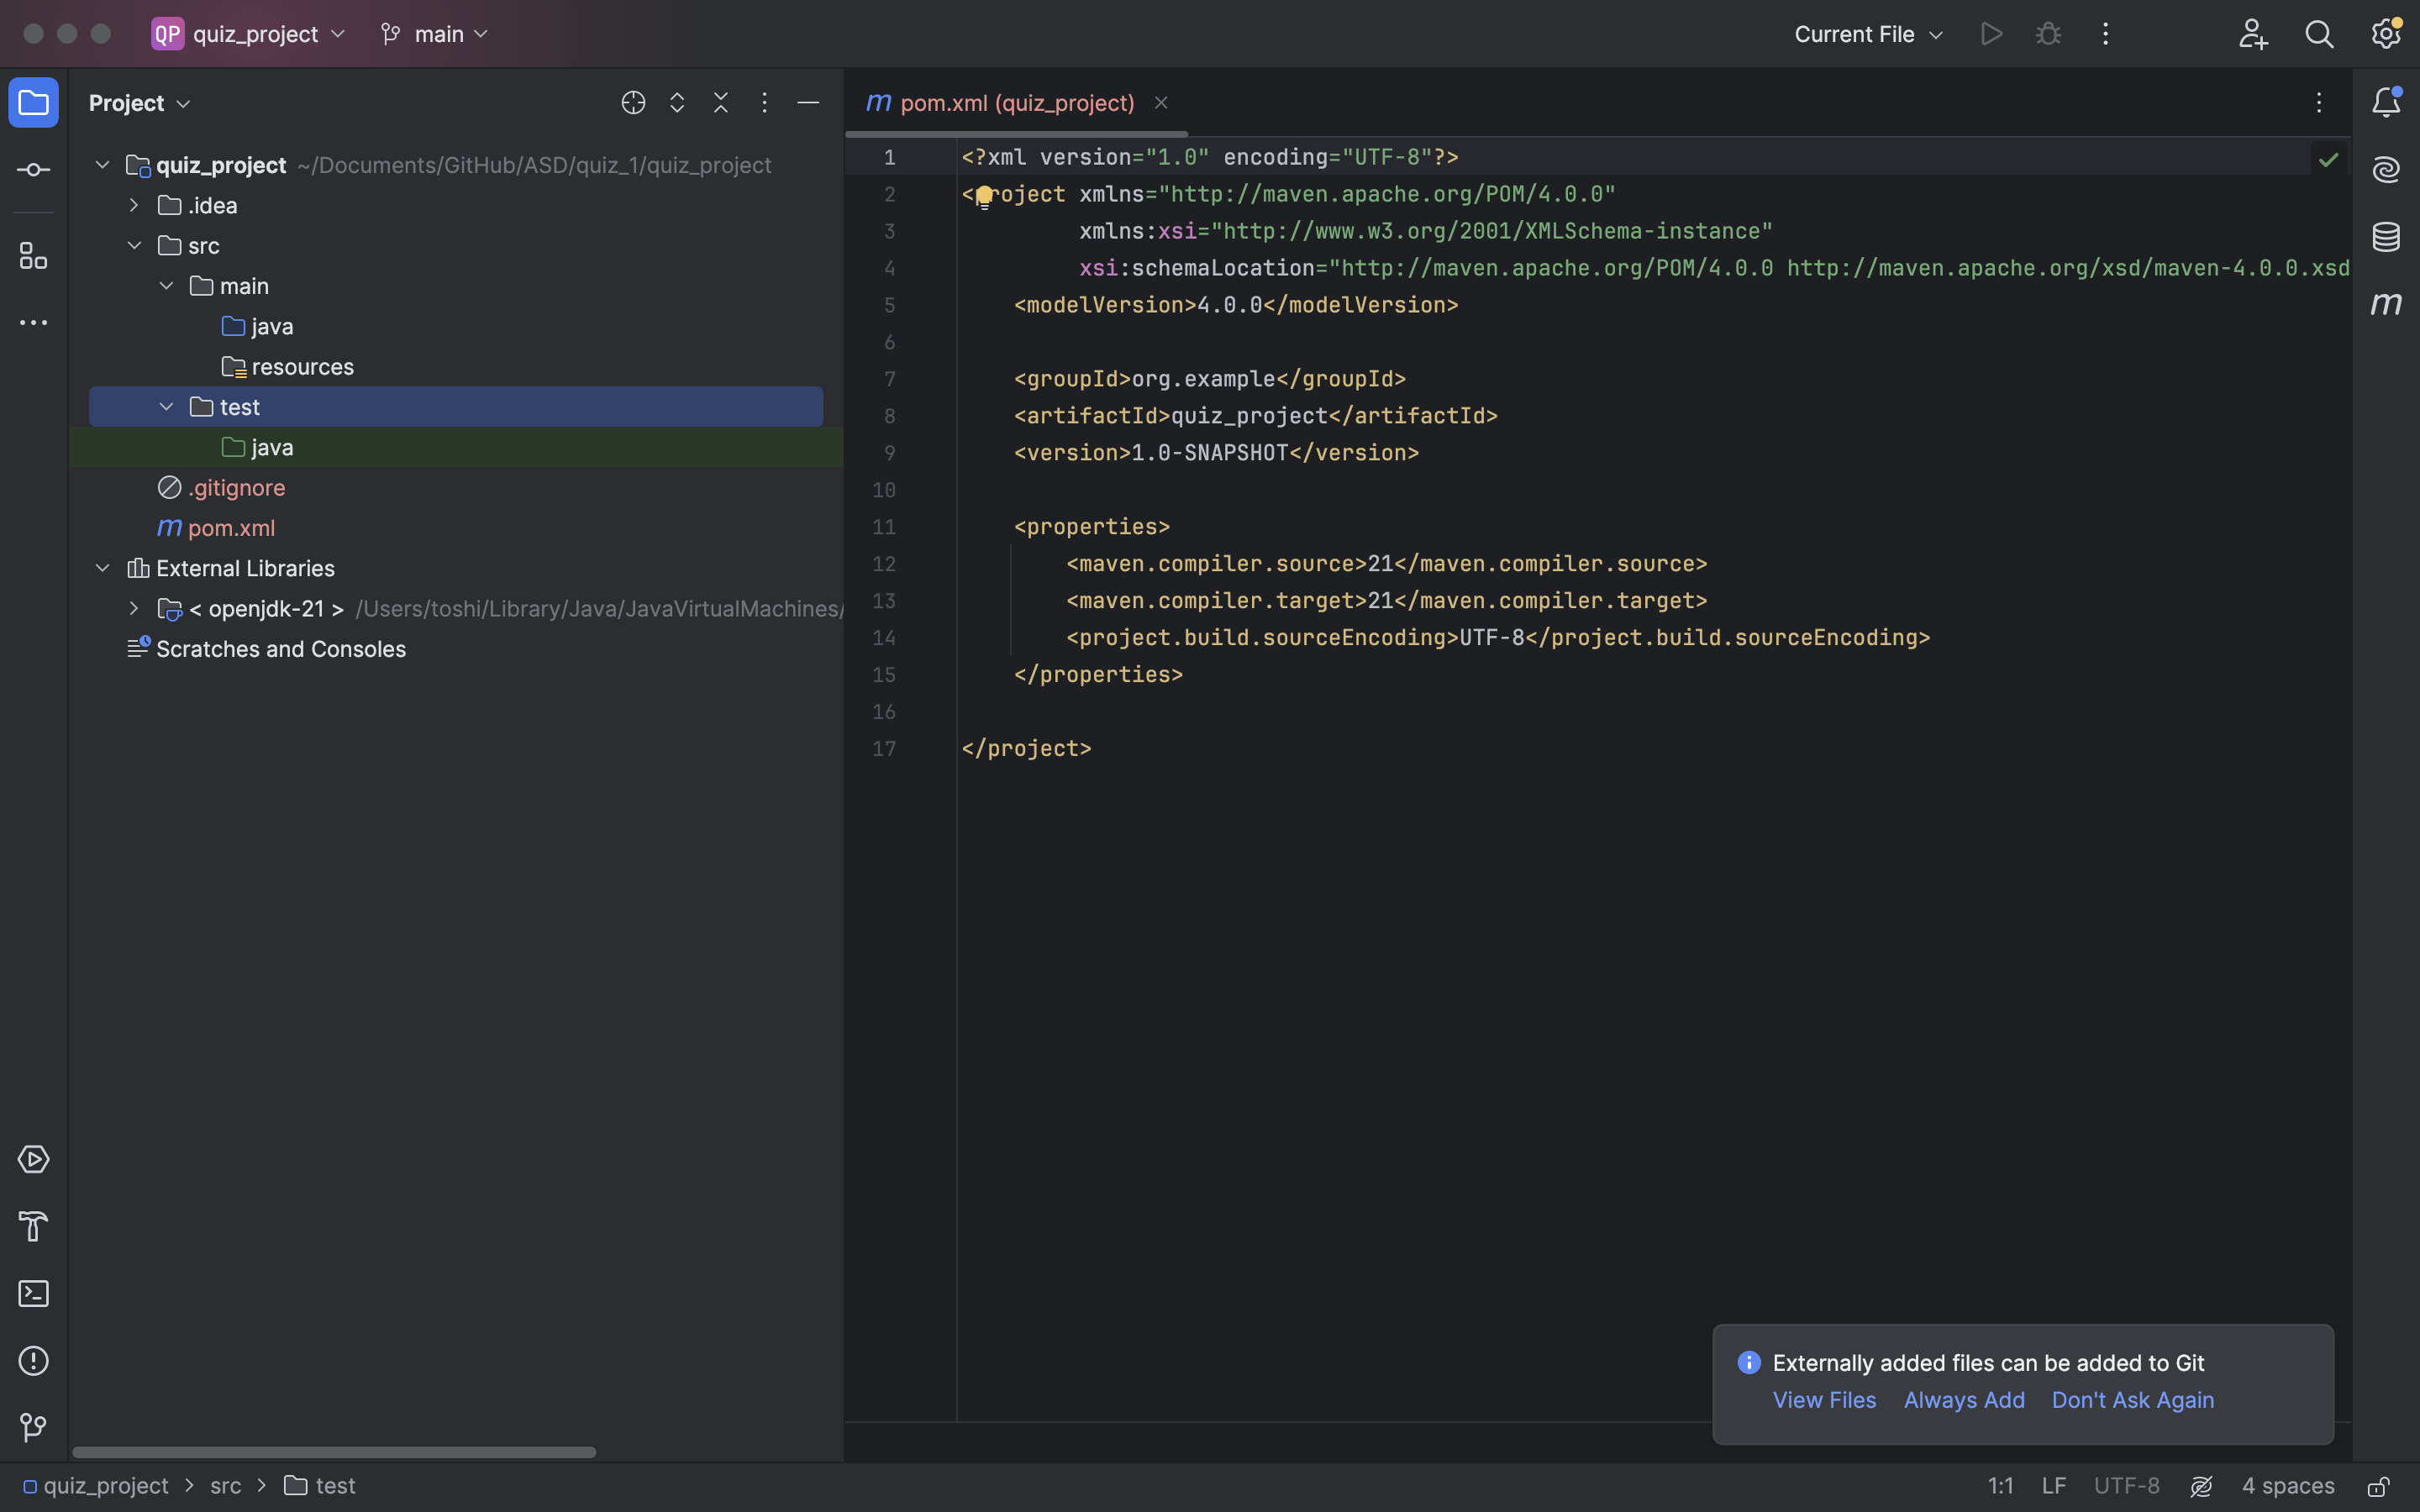 QP quiz_project main Current File
Project
quiz_project ~/Documents/GitHub/ASD/quiz_1/quiz_project
.idea
src
main
java
resources
test
java
.gitignore
m pom.xml
External Libraries
< openjdk-21 > /Users/toshi/Library/Java/JavaVirtualMachines/
Scratches and Consoles
m pom.xml (quiz_project)
1 <?xml version="1.0" encoding="UTF-8"?>
2 <project xmlns="http://maven.apache.org/POM/4.0.0"
3 xmlns:xsi="http://www.w3.org/2001/XMLSchema-instance"
4 xsi:schemaLocation="http://maven.apache.org/POM/4.0.0 http://maven.apache.org/xsd/maven-4.0.0.xsd
5 <modelVersion>4.0.0</modelVersion>
6
7 <groupId>org.example</groupId>
8 <artifactId>quiz_project</artifactId>
9 <version>1.0-SNAPSHOT</version>
10
11 <properties>
12 <maven.compiler.source>21</maven.compiler.source>
13 <maven.compiler.target>21</maven.compiler.target>
14 <project.build.sourceEncoding>UTF-8</project.build.sourceEncoding>
15 </properties>
16
17 </project>
m
Externally added files can be added to Git
View Files Always Add Don't Ask Again
quiz_project > src > test 1:1 LF UTF-8 4 spaces